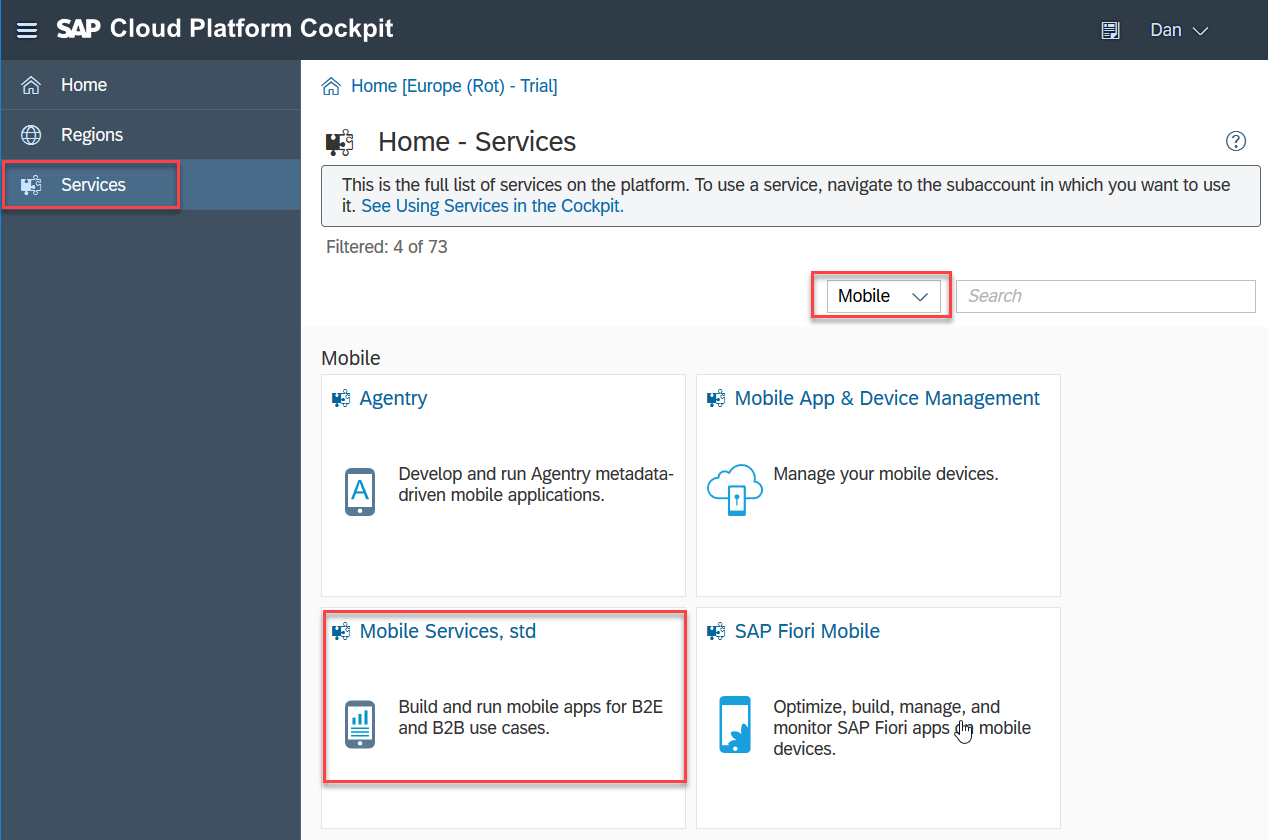 SAP Cloud Platform Cockpit
Dan
Home
Regions
Services
Home [Europe (Rot) - Trial]
Home - Services
This is the full list of services on the platform. To use a service, navigate to the subaccount in which you want to use
it. See Using Services in the Cockpit.
Filtered: 4 of 73
Mobile
Search
Mobile
Agentry
Develop and run Agentry metadata-
driven mobile applications.
Mobile App & Device Management
Manage your mobile devices.
Mobile Services, std
Build and run mobile apps for B2E
and B2B use cases.
SAP Fiori Mobile
Optimize, build, manage, and
monitor SAP Fiori apps on mobile
devices.